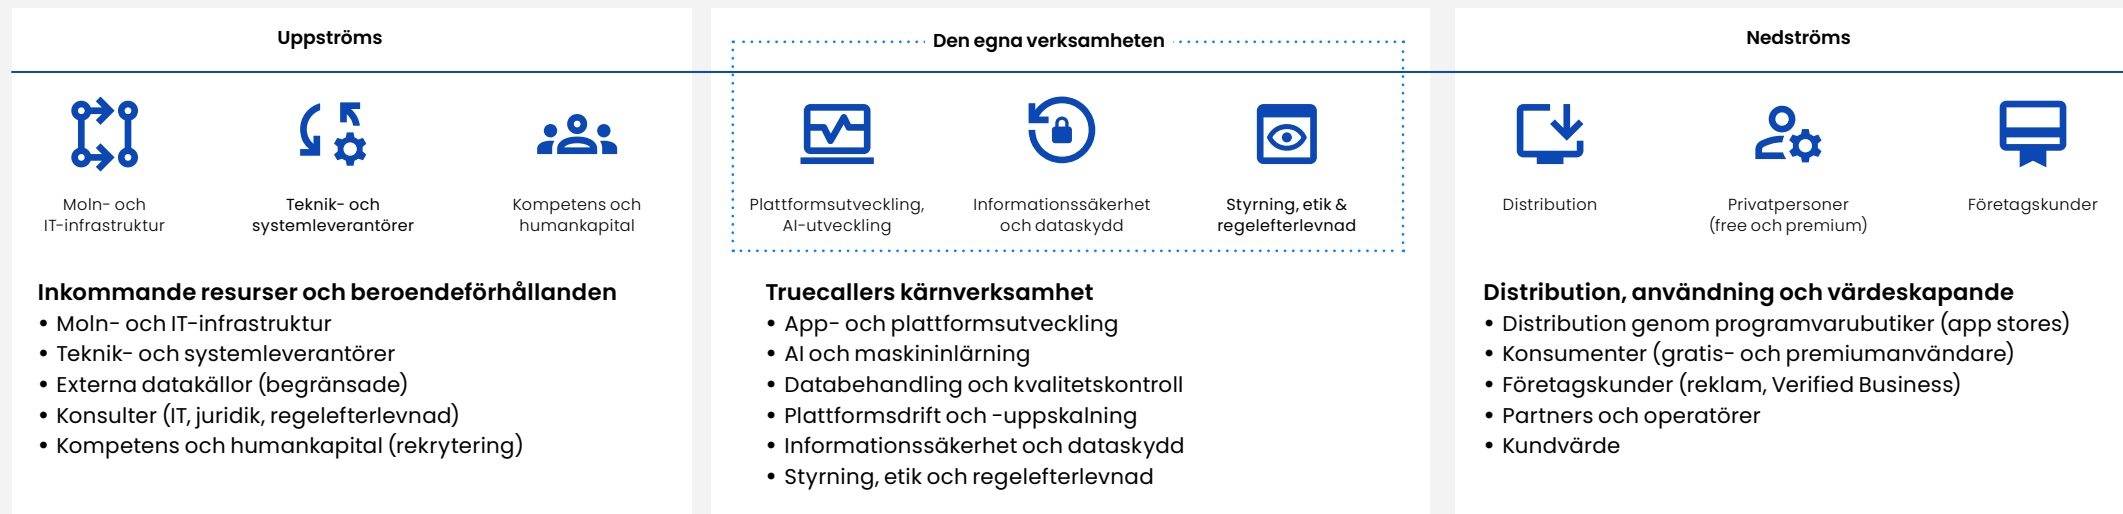 Uppströms
Moln- och
IT-infrastruktur
Teknik- och
systemleverantörer
Kompetens och
humankapital
Inkommande resurser och beroendeförhållanden
• Moln- och IT-infrastruktur
• Teknik- och systemleverantörer
• Externa datakällor (begränsade)
• Konsulter (IT, juridik, regelefterlevnad)
• Kompetens och humankapital (rekrytering)
Den egna verksamheten
Plattformsutveckling,
AI-utveckling
Informationssäkerhet
och dataskydd
Styrning, etik &
regelefterlevnad
Truecallers kärnverksamhet
• App- och plattformsutveckling
• AI och maskininlärning
• Databehandling och kvalitetskontroll
• Plattformsdrift och -uppskalning
• Informationssäkerhet och dataskydd
• Styrning, etik och regelefterlevnad
Nedströms
Distribution
Privatpersoner
(free och premium)
Företagskunder
Distribution, användning och värdeskapande
• Distribution genom programvarubutiker (app stores)
• Konsumenter (gratis- och premiumanvändare)
• Företagskunder (reklam, Verified Business)
• Partners och operatörer
• Kundvärde